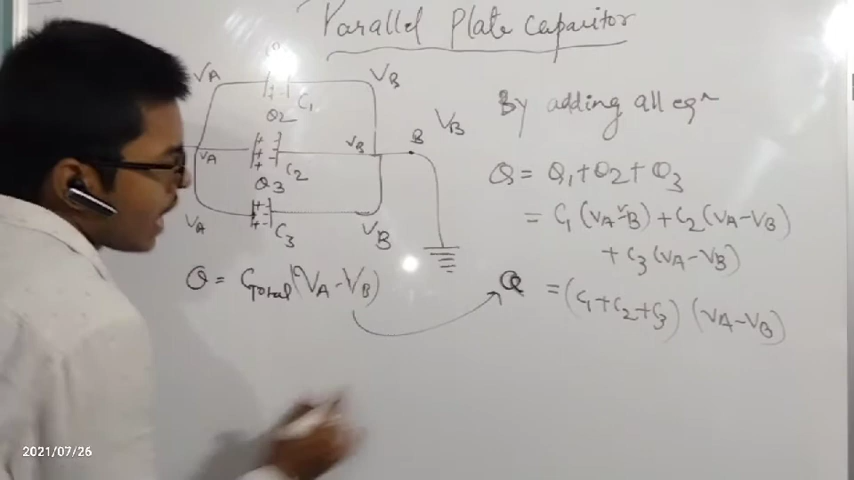 Parallel Plate capacitor
VA
VB
C1
Q2
VA
C2
VB
B
VB
Q3
VA
C3
VB
Q = CTotal (VA-VB)
By adding all eqn
Q = Q1+Q2+Q3
= C1 (VA-VB) + C2 (VA-VB)
+ C3 (VA-VB)
Q = (C1+C2+C3) (VA-VB)
2021/07/26